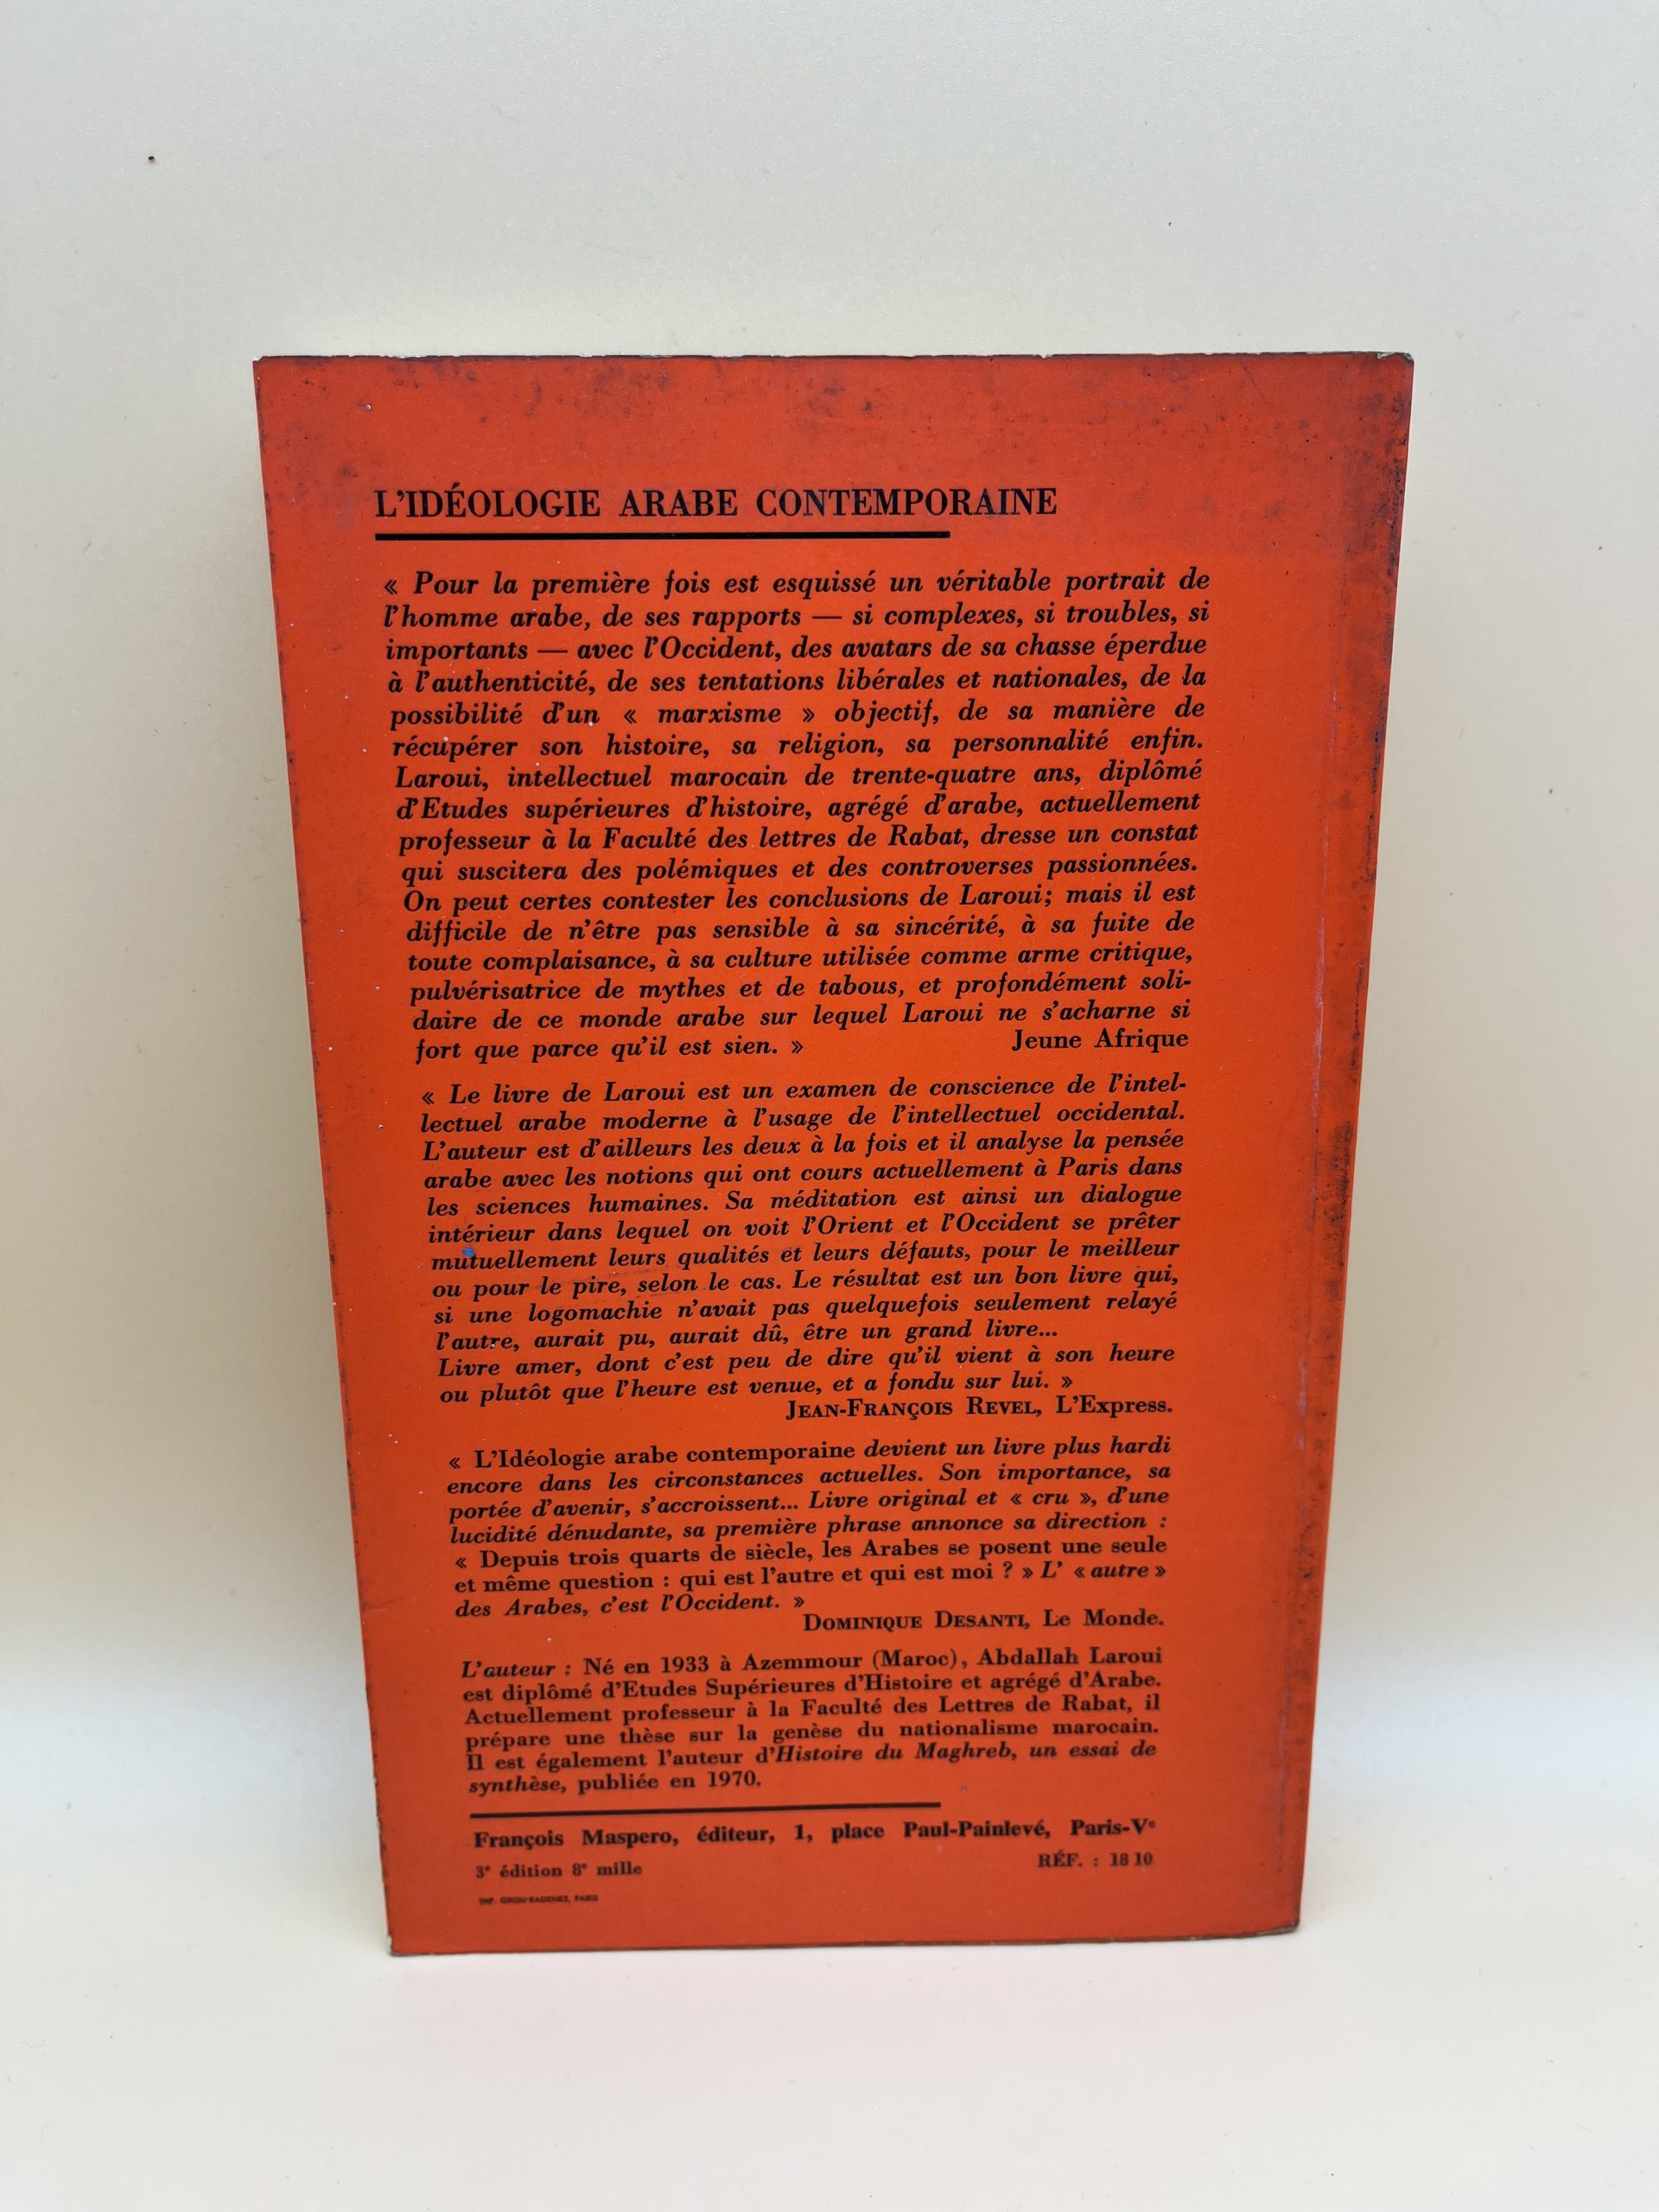 L'IDÉOLOGIE ARABE CONTEMPORAINE
« Pour la première fois est esquissé un véritable portrait de
l'homme arabe, de ses rapports — si complexes, si troubles, si
importants — avec l'Occident, des avatars de sa chasse éperdue
à l'authenticité, de ses tentations libérales et nationales, de la
possibilité d'un « marxisme » objectif, de sa manière de
récupérer son histoire, sa religion, sa personnalité enfin.
Laroui, intellectuel marocain de trente-quatre ans, diplômé
d'Etudes supérieures d'histoire, agrégé d'arabe, actuellement
professeur à la Faculté des lettres de Rabat, dresse un constat
qui suscitera des polémiques et des controverses passionnées.
On peut certes contester les conclusions de Laroui; mais il est
difficile de n'être pas sensible à sa sincérité, à sa fuite de
toute complaisance, à sa culture utilisée comme arme critique,
pulvérisatrice de mythes et de tabous, et profondément soli-
daire de ce monde arabe sur lequel Laroui ne s'acharne si
fort que parce qu'il est sien. » Jeune Afrique
« Le livre de Laroui est un examen de conscience de l'intel-
lectuel arabe moderne à l'usage de l'intellectuel occidental.
L'auteur est d'ailleurs les deux à la fois et il analyse la pensée
arabe avec les notions qui ont cours actuellement à Paris dans
les sciences humaines. Sa méditation est ainsi un dialogue
intérieur dans lequel on voit l'Orient et l'Occident se prêter
mutuellement leurs qualités et leurs défauts, pour le meilleur
ou pour le pire, selon le cas. Le résultat est un bon livre qui,
si une logomachie n'avait pas quelquefois seulement relayé
l'autre, aurait pu, aurait dû, être un grand livre...
Livre amer, dont c'est peu de dire qu'il vient à son heure
ou plutôt que l'heure est venue, et a fondu sur lui. »
JEAN-FRANÇOIS REVEL, L'Express.
« L'Idéologie arabe contemporaine devient un livre plus hardi
encore dans les circonstances actuelles. Son importance, sa
portée d'avenir, s'accroissent... Livre original et « cru », d'une
lucidité dénudante, sa première phrase annonce sa direction :
« Depuis trois quarts de siècle, les Arabes se posent une seule
et même question : qui est l'autre et qui est moi ? » L' « autre »
des Arabes, c'est l'Occident. »
DOMINIQUE DESANTI, Le Monde.
L'auteur : Né en 1933 à Azemmour (Maroc), Abdallah Laroui
est diplômé d'Etudes Supérieures d'Histoire et agrégé d'Arabe.
Actuellement professeur à la Faculté des Lettres de Rabat, il
prépare une thèse sur la genèse du nationalisme marocain.
Il est également l'auteur d'Histoire du Maghreb, un essai de
synthèse, publiée en 1970.
François Maspero, éditeur, 1, place Paul-Painlevé, Paris-Ve
3e édition 8e mille RÉF. : 18 10
IMP. GROU-RADENEZ, PARIS